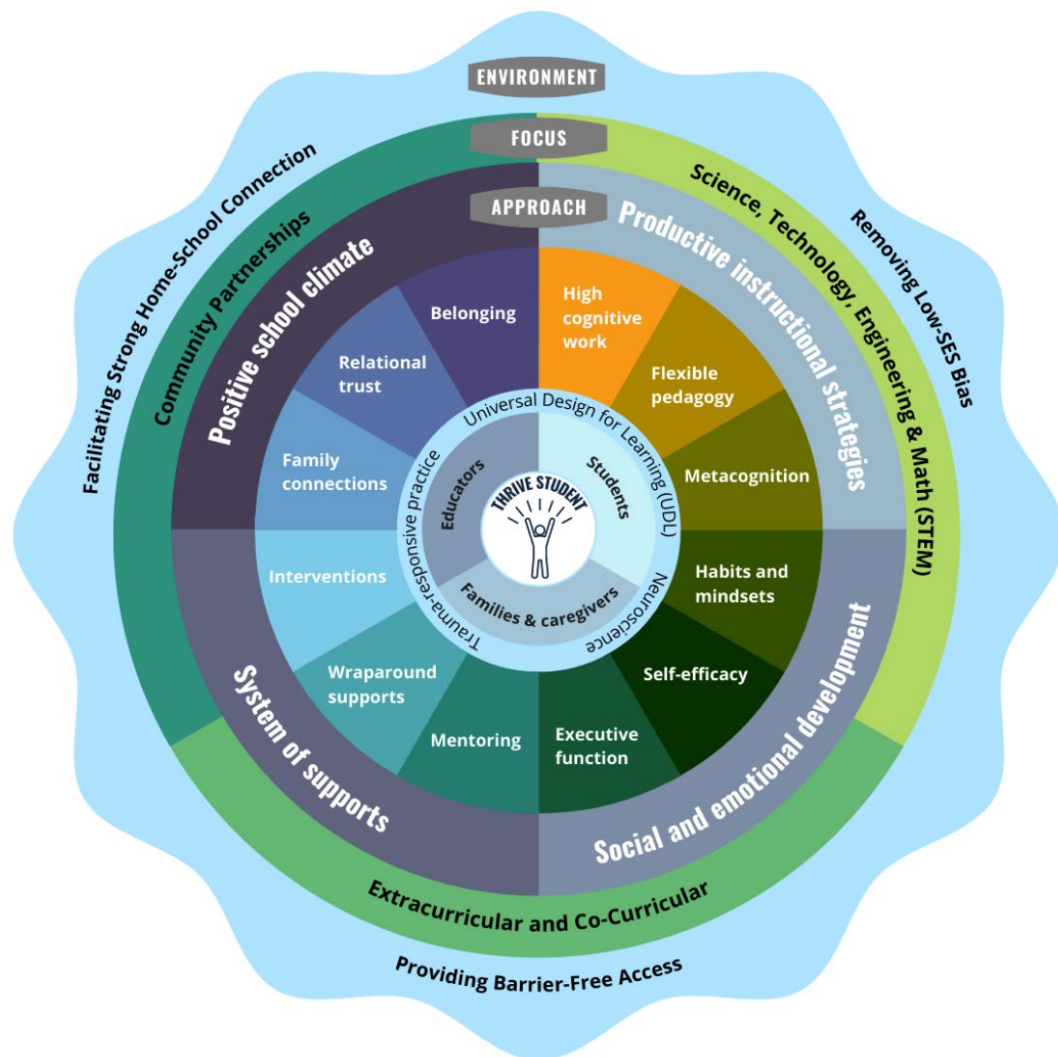 ENVIRONMENT
FOCUS
APPROACH
Facilitating Strong Home-School Connection
Removing Low-SES Bias
Providing Barrier-Free Access
Community Partnerships
Science, Technology, Engineering & Math (STEM)
Extracurricular and Co-Curricular
Positive school climate
Productive instructional strategies
Social and emotional development
System of supports
Belonging
High
cognitive
work
Flexible
pedagogy
Metacognition
Habits and
mindsets
Self-efficacy
Executive
function
Mentoring
Wraparound
supports
Interventions
Family
connections
Relational
trust
Universal Design for Learning (UDL)
Neuroscience
Trauma-responsive practice
Educators
Students
Families & caregivers
THRIVE STUDENT